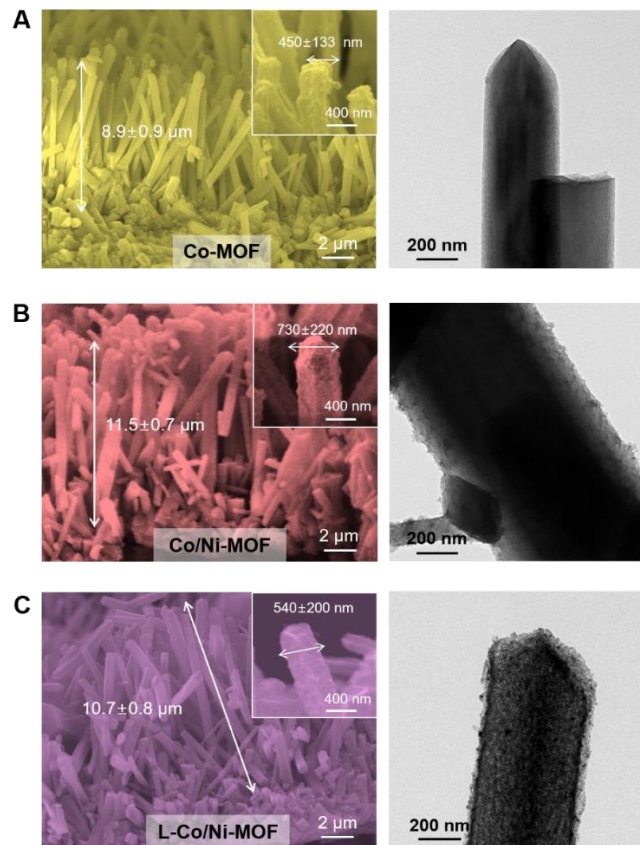 A
450±133 nm
400 nm
8.9±0.9 µm
Co-MOF
2 µm
200 nm
B
730±220 nm
400 nm
11.5±0.7 µm
Co/Ni-MOF
2 µm
200 nm
C
540±200 nm
400 nm
10.7±0.8 µm
L-Co/Ni-MOF
2 µm
200 nm